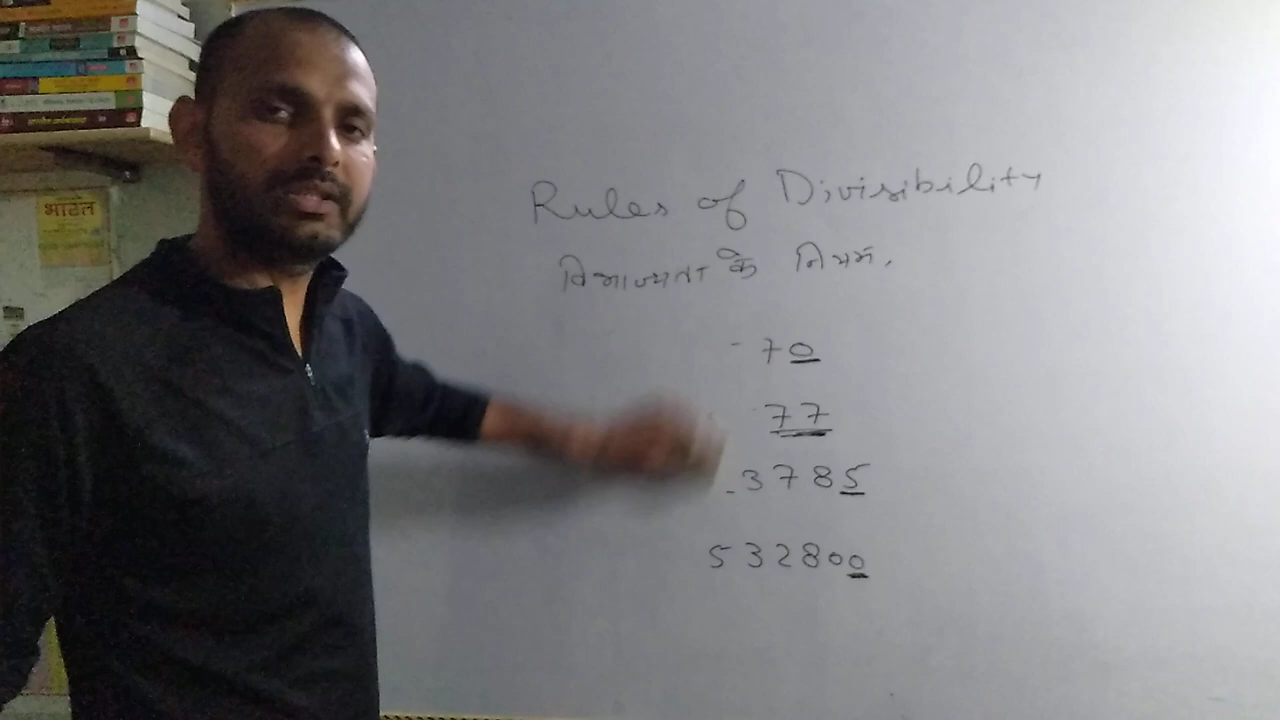 भारत
Rules of Divisibility
विभाज्यता के नियम.
70
77
3785
532800